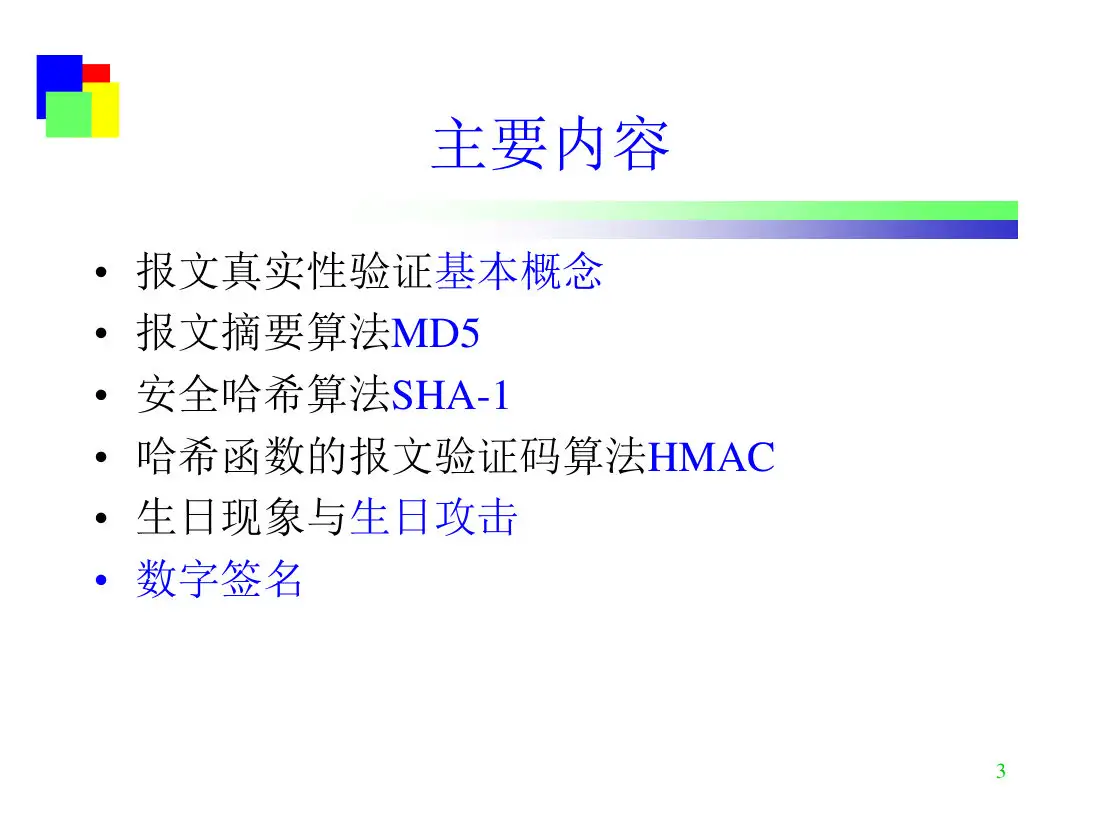 主要内容
• 报文真实性验证基本概念
• 报文摘要算法MD5
• 安全哈希算法SHA-1
• 哈希函数的报文验证码算法HMAC
• 生日现象与生日攻击
• 数字签名
3